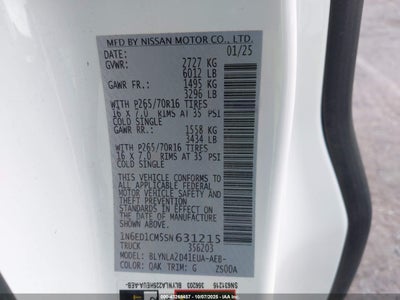 MFD BY NISSAN MOTOR CO., LTD.
DATE: 01/25
GVWR: 2727 KG
6012 LB
GAWR FR.: 1495 KG
3296 LB
WITH P265/70R16 TIRES
16 X 7.0 RIMS AT 35 PSI
COLD SINGLE
GAWR RR.: 1558 KG
3434 LB
WITH P265/70R16 TIRES
16 X 7.0 RIMS AT 35 PSI
COLD SINGLE
THIS VEHICLE CONFORMS TO ALL
APPLICABLE FEDERAL MOTOR
VEHICLE SAFETY, BUMPER, AND
THEFT PREVENTION STANDARDS
IN EFFECT ON THE DATE OF
MANUFACTURE SHOWN ABOVE.
1N6ED1CM5SN631215
TRUCK 356203
MODEL: BLYNLA2D41EUA-AEB-
COLOR: QAK TRIM: G ZS00A